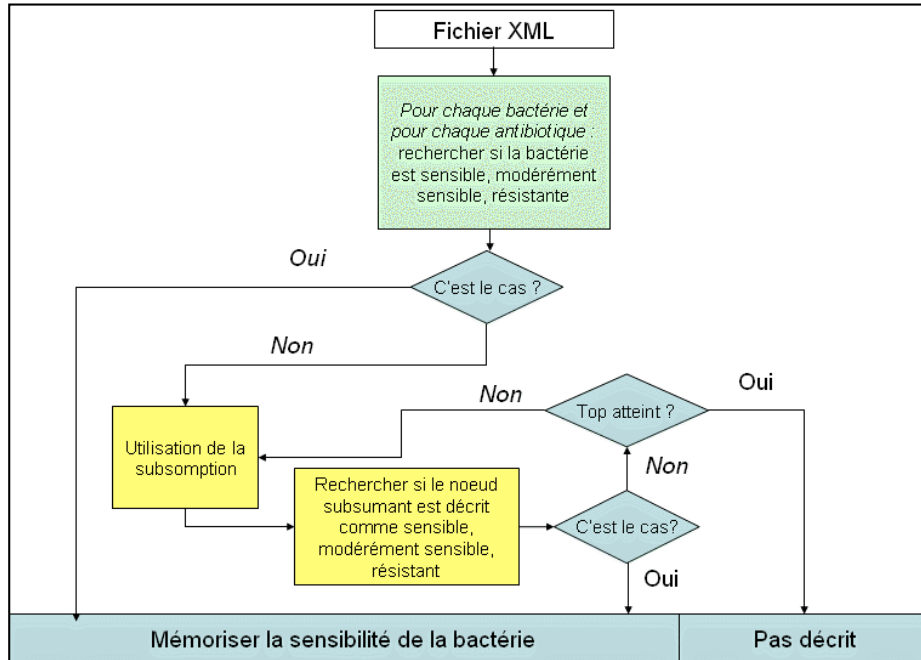 Fichier XML
Pour chaque bactérie et
pour chaque antibiotique :
rechercher si la bactérie
est sensible, modérément
sensible, résistante
Oui
C'est le cas ?
Non
Oui
Non
Top atteint ?
Utilisation de la
subsomption
Non
Rechercher si le noeud
subsumant est décrit
comme sensible,
modérément sensible,
résistant
C'est le cas?
Oui
Mémoriser la sensibilité de la bactérie
Pas décrit